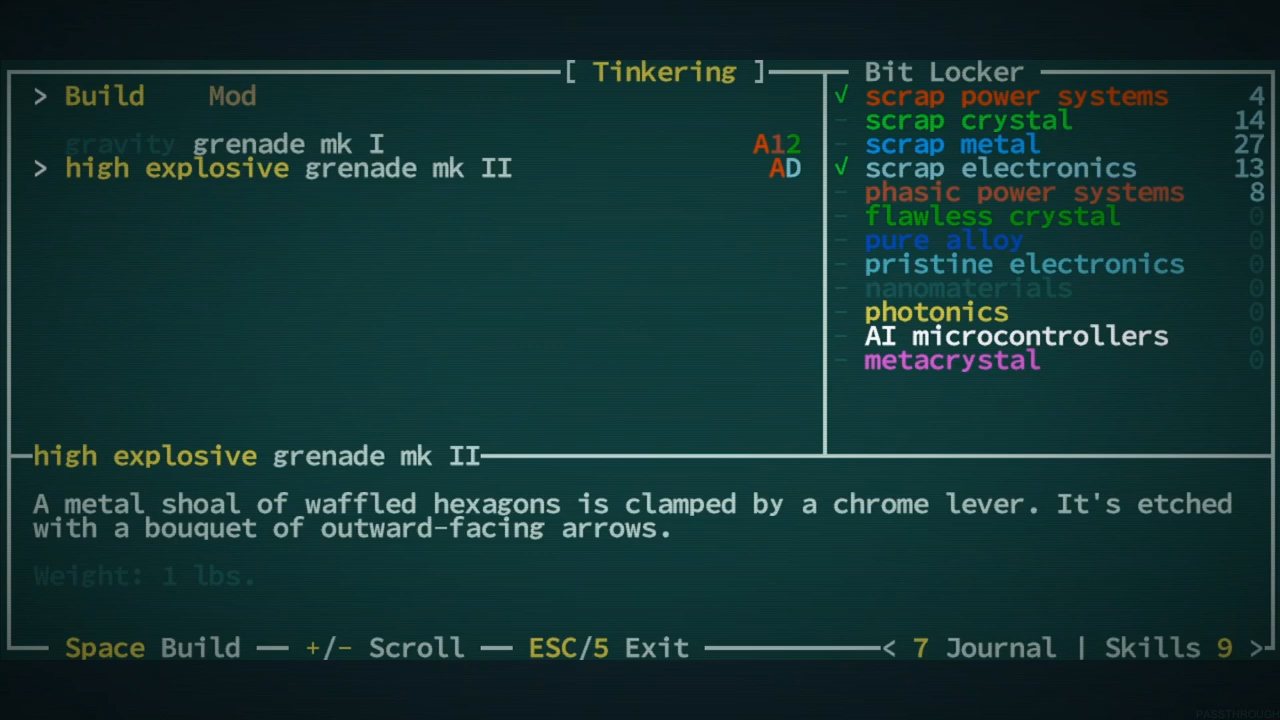 [ Tinkering ]
Bit Locker
> Build Mod
gravity grenade mk I A12
> high explosive grenade mk II AD
√ scrap power systems 4
- scrap crystal 14
- scrap metal 27
√ scrap electronics 13
- phasic power systems 8
- flawless crystal 0
- pure alloy 0
- pristine electronics 0
- nanomaterials 0
- photonics 0
- AI microcontrollers 0
- metacrystal 0
high explosive grenade mk II
A metal shoal of waffled hexagons is clamped by a chrome lever. It's etched
with a bouquet of outward-facing arrows.
Weight: 1 lbs.
Space Build — +/- Scroll — ESC/5 Exit
< 7 Journal | Skills 9 >
PASSTHROUGH